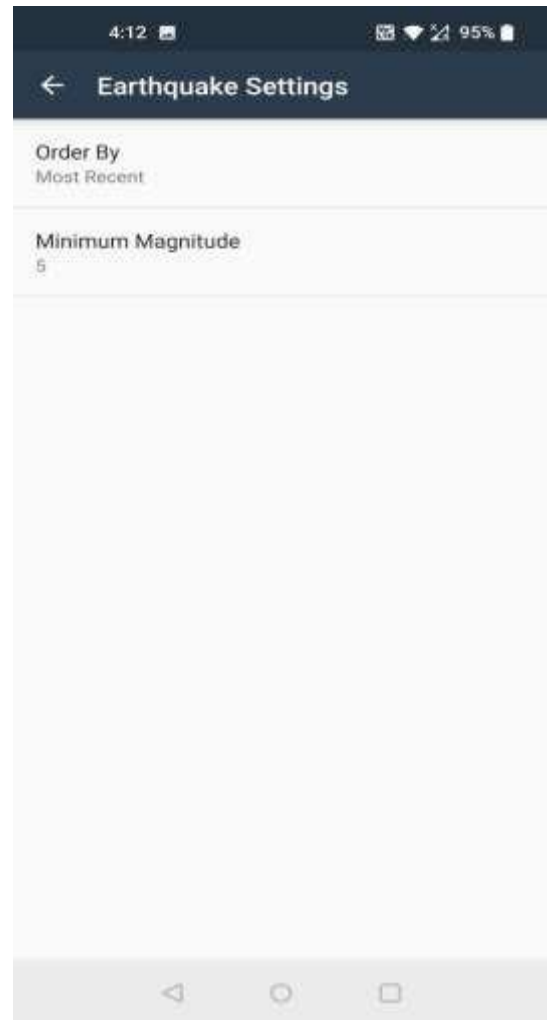 4:12
95%
Earthquake Settings
Order By
Most Recent
Minimum Magnitude
5